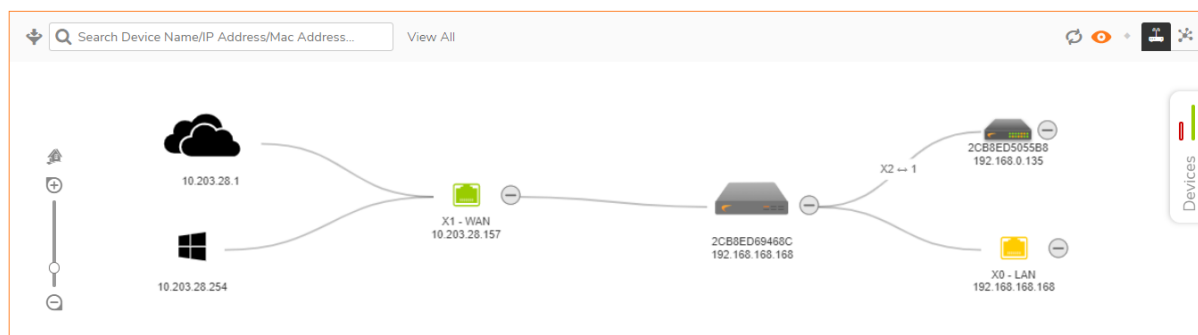 Search Device Name/IP Address/Mac Address...
View All
10.203.28.1
10.203.28.254
X1 - WAN
10.203.28.157
2CB8ED69468C
192.168.168.168
X2 ↔ 1
2CB8ED5055B8
192.168.0.135
X0 - LAN
192.168.168.168
Devices